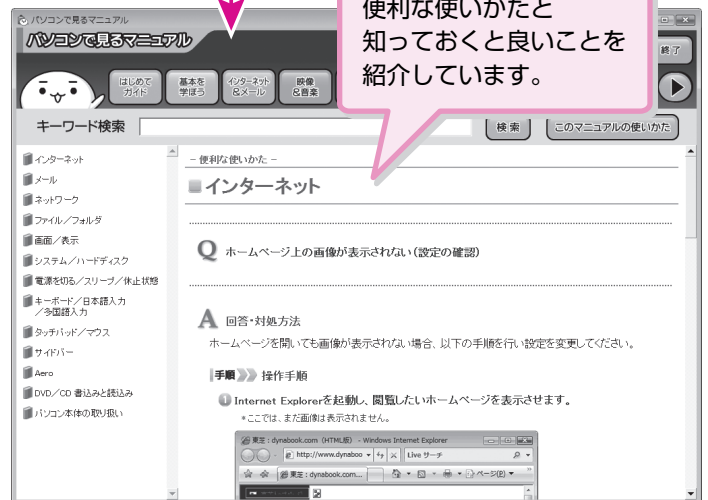 便利な使いかたと
知っておくと良いことを
紹介しています。
パソコンで見るマニュアル
パソコンで見るマニュアル
終了
はじめて
ガイド
基本を
学ぼう
インターネット
&メール
映像
&音楽
キーワード検索
検索
このマニュアルの使いかた
インターネット
メール
ネットワーク
ファイル/フォルダ
画面/表示
システム/ハードディスク
電源を切る/スリープ/休止状態
キーボード/日本語入力
/多国語入力
タッチパッド/マウス
サイドバー
Aero
DVD/CD 書込みと読込み
パソコン本体の取り扱い
− 便利な使いかた −
インターネット
Q ホームページ上の画像が表示されない(設定の確認)
A 回答・対処方法
ホームページを開いても画像が表示されない場合、以下の手順を行い設定を変更してください。
手順 操作手順
1 Internet Explorerを起動し、閲覧したいホームページを表示させます。
*ここでは、まだ画像は表示されません。
東芝:dynabook.com (HTML版) - Windows Internet Explorer
http://www.dynaboo
Live サーチ
東芝:dynabook.com...
ページ(P)